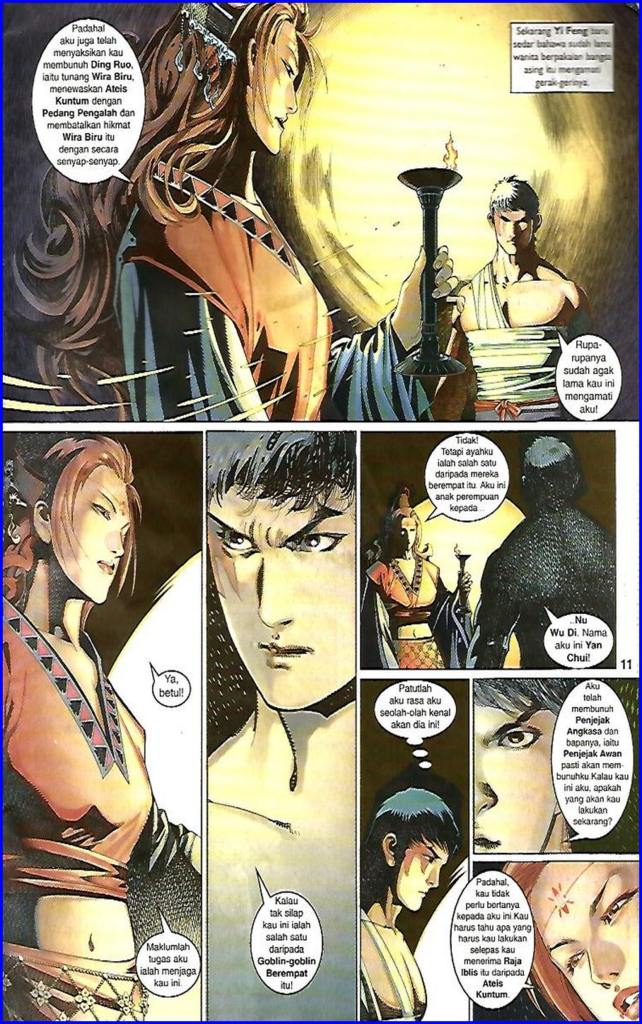 Padahal
aku juga telah
menyaksikan kau
membunuh Ding Ruo,
iaitu tunang Wira Biru,
menewaskan Ateis
Kuntum dengan
Pedang Pengalah dan
membatalkan hikmat
Wira Biru itu
dengan secara
senyap-senyap.
Sekarang Yi Feng baru
sedar bahawa sudah lama
wanita berpakaian bangsa
asing itu mengamati
gerak-gerinya.
Rupa-
rupanya
sudah agak
lama kau ini
mengamati
aku!
Ya,
betul!
Maklumlah
tugas aku
ialah menjaga
kau ini.
Kalau
tak silap
kau ini ialah
salah satu
daripada
Goblin-goblin
Berempat
itu!
Tidak!
Tetapi ayahku
ialah salah satu
daripada mereka
berempat itu. Aku ini
anak perempuan
kepada...
...Nu
Wu Di. Nama
aku ini Yan
Chui!
11
Patutlah
aku rasa aku
seolah-olah kenal
akan dia ini!
Aku
telah
membunuh
Penjejak
Angkasa dan
bapanya, iaitu
Penjejak Awan
pasti akan mem-
bunuhku Kalau kau
ini aku, apakah
yang akan kau
lakukan
sekarang?
Padahal,
kau tidak
perlu bertanya
kepada aku ini Kau
harus tahu apa yang
harus kau lakukan
selepas kau
menerima Raja
Iblis itu daripada
Ateis
Kuntum.